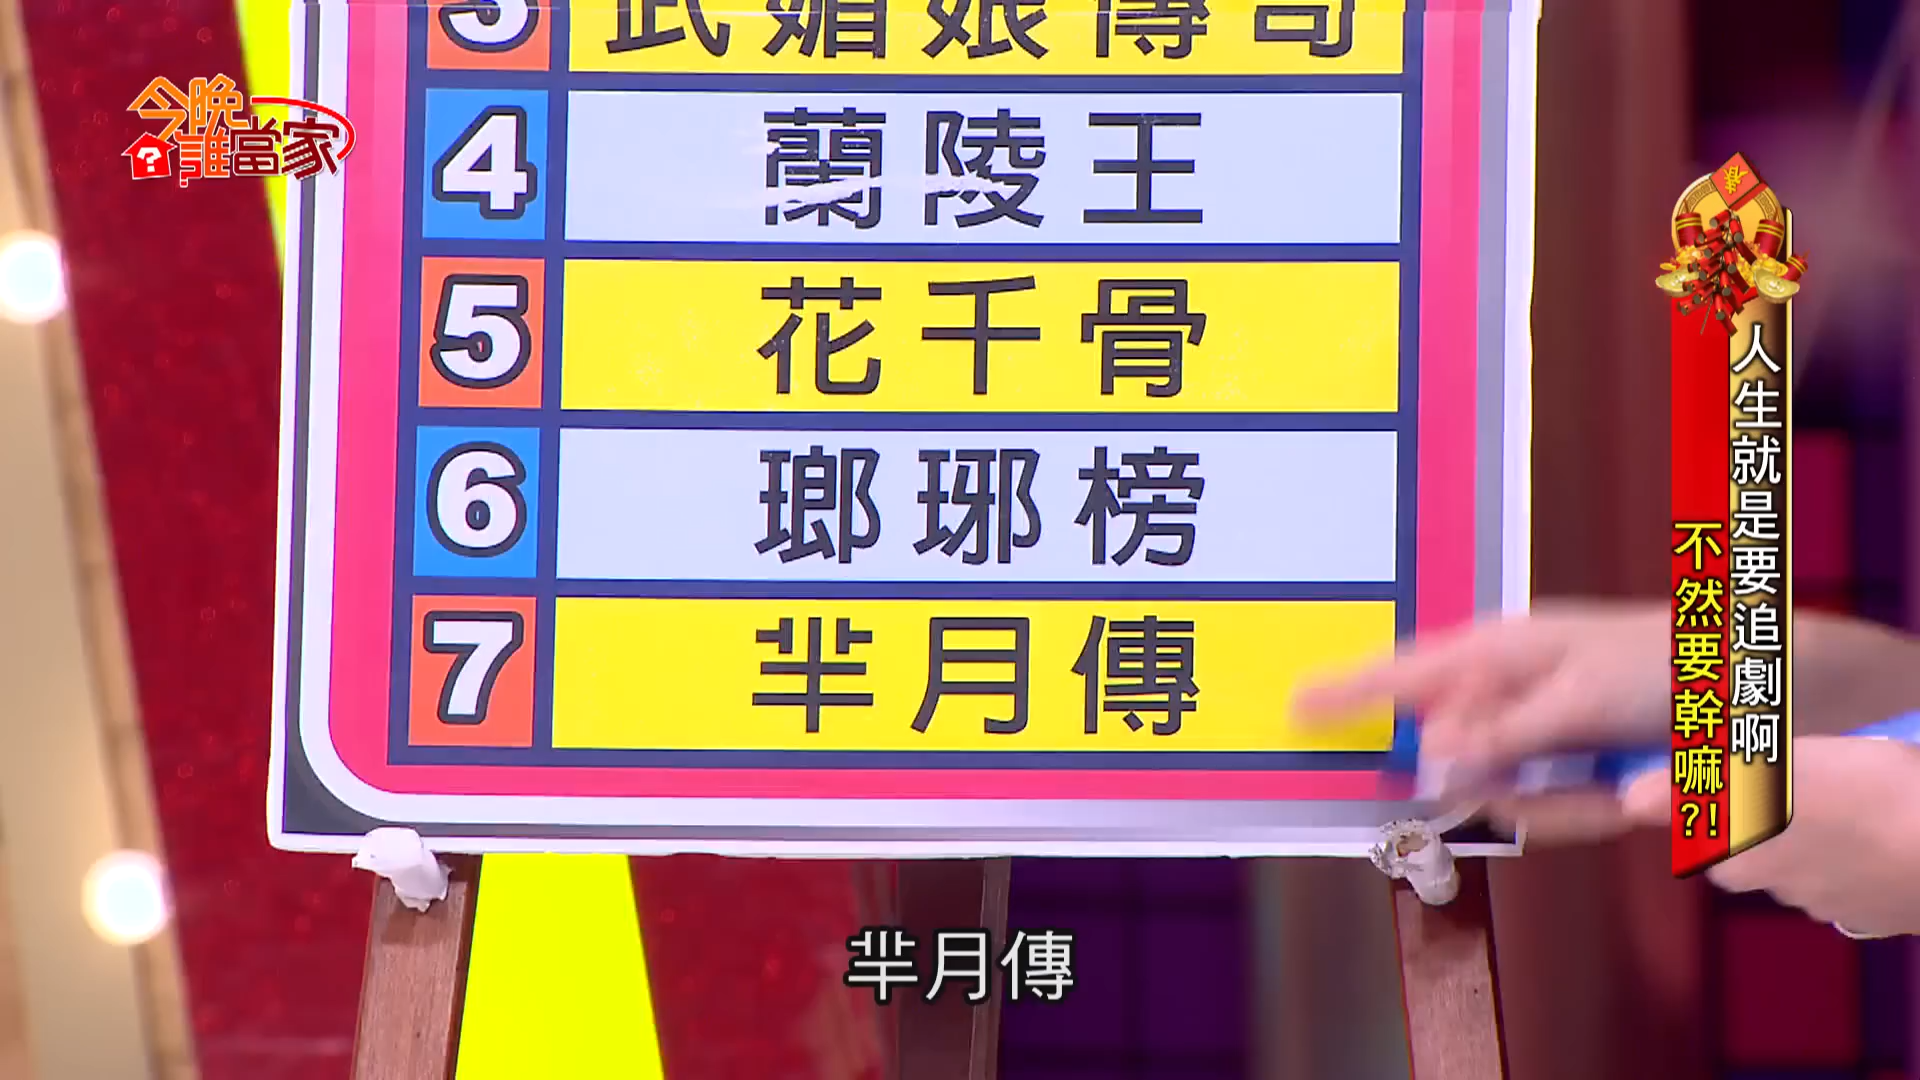 今晚
誰當家
?
3 武媚娘傳奇
4 蘭陵王
5 花千骨
6 瑯琊榜
7 羋月傳
春
人生就是要追劇啊
不然要幹嘛?!
羋月傳